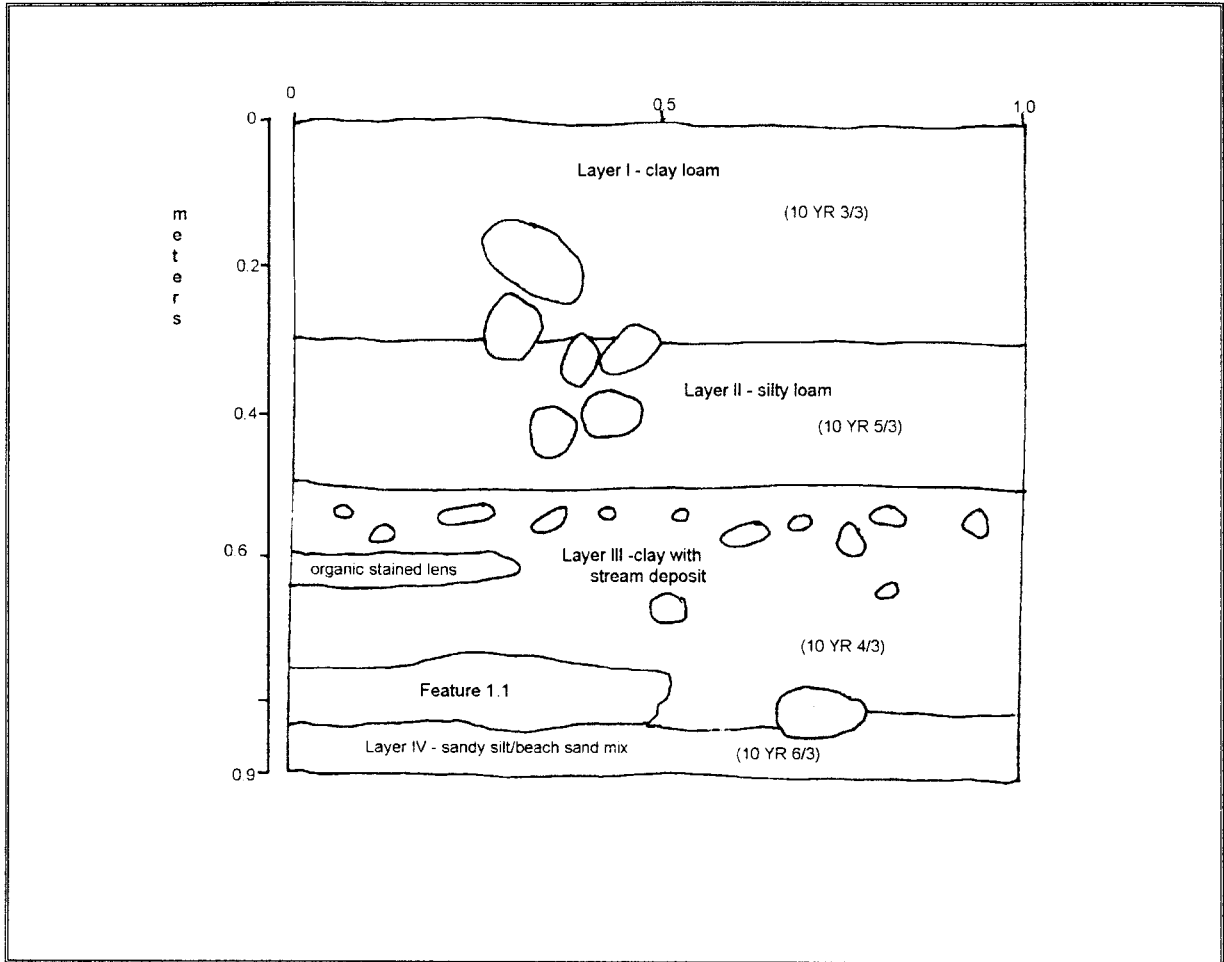 0 0.5 1.0
0
Layer I - clay loam
(10 YR 3/3)
meters
0.2
Layer II - silty loam
0.4
(10 YR 5/3)
0.6
Layer III -clay with
stream deposit
organic stained lens
(10 YR 4/3)
Feature 1.1
Layer IV - sandy silt/beach sand mix
(10 YR 6/3)
0.9